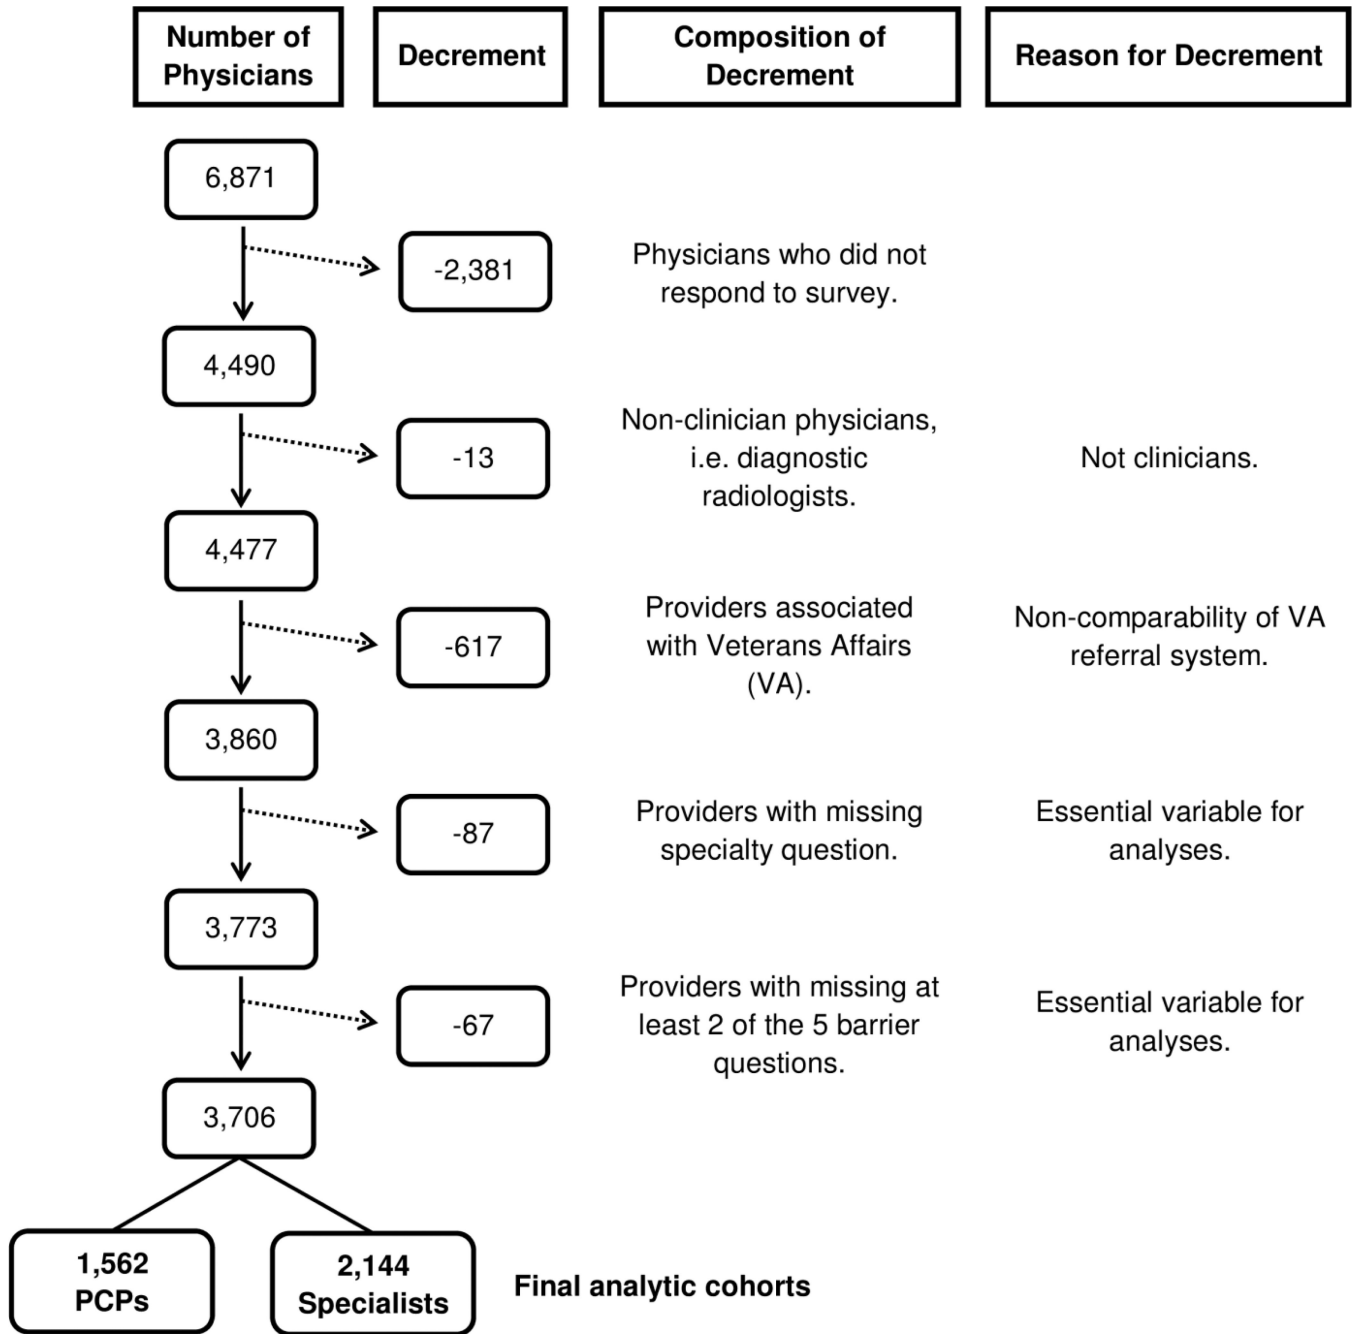 Number of
Physicians
Decrement
Composition of
Decrement
Reason for Decrement
6,871
-2,381
Physicians who did not
respond to survey.
4,490
-13
Non-clinician physicians,
i.e. diagnostic
radiologists.
Not clinicians.
4,477
-617
Providers associated
with Veterans Affairs
(VA).
Non-comparability of VA
referral system.
3,860
-87
Providers with missing
specialty question.
Essential variable for
analyses.
3,773
-67
Providers with missing at
least 2 of the 5 barrier
questions.
Essential variable for
analyses.
3,706
1,562
PCPs
2,144
Specialists
Final analytic cohorts